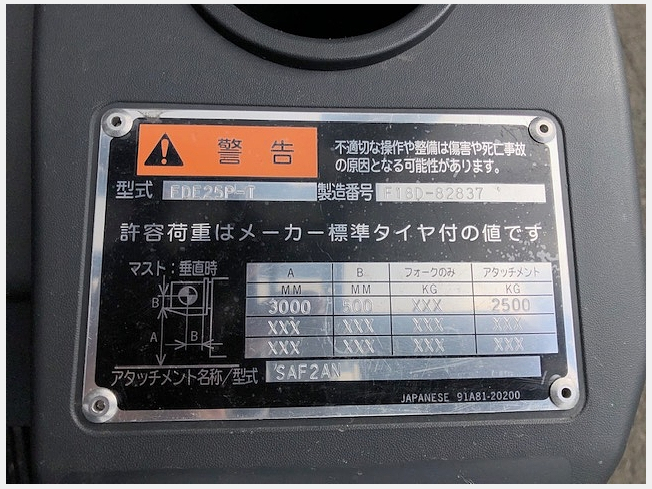 警告
不適切な操作や整備は傷害や死亡事故
の原因となる可能性があります。
型式 FDE25P-T 製造番号 F18D-82837
許容荷重はメーカー標準タイヤ付の値です
マスト：垂直時
A B フォークのみ アタッチメント
MM MM KG KG
3000 500 XXX 2500
XXX XXX XXX XXX
XXX XXX XXX XXX
B
A B
アタッチメント名称/型式 SAF2AN
JAPANESE 91A81-20200